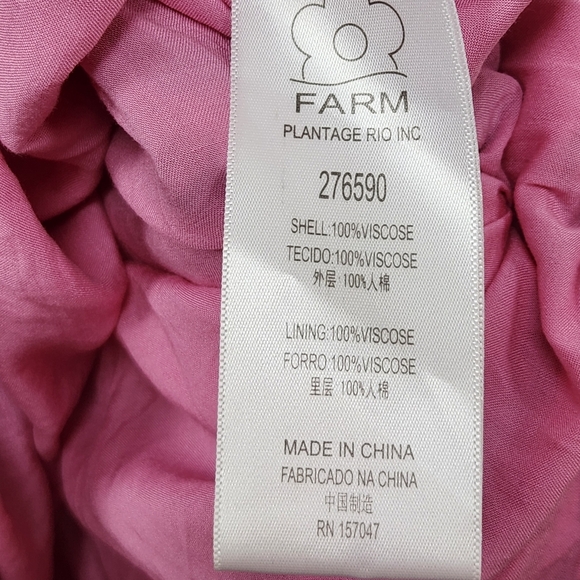 FARM
PLANTAGE RIO INC
276590
SHELL:100%VISCOSE
TECIDO:100%VISCOSE
外层·100%人棉
LINING:100%VISCOSE
FORRO:100%VISCOSE
里层·100%人棉
MADE IN CHINA
FABRICADO NA CHINA
中国制造
RN 157047